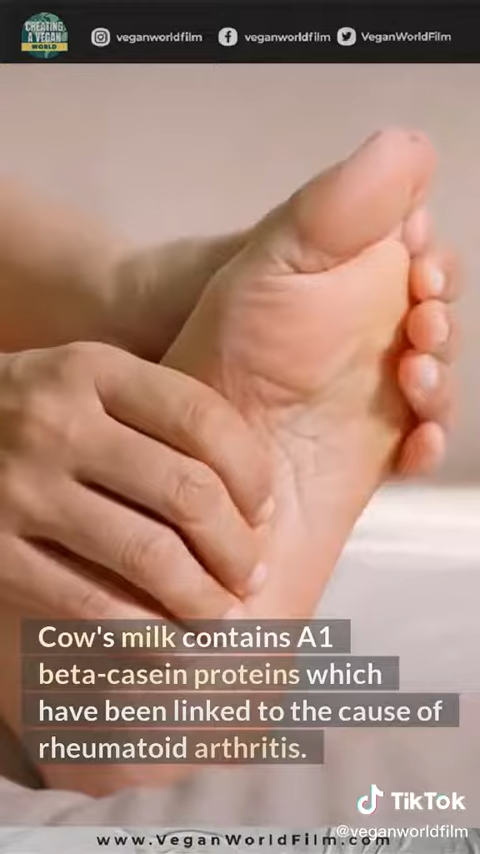 CREATING
A VEGAN
WORLD
veganworldfilm
veganworldfilm
VeganWorldFilm
Cow's milk contains A1
beta-casein proteins which
have been linked to the cause of
rheumatoid arthritis.
TikTok
@veganworldfilm
www.VeganWorldFilm.com